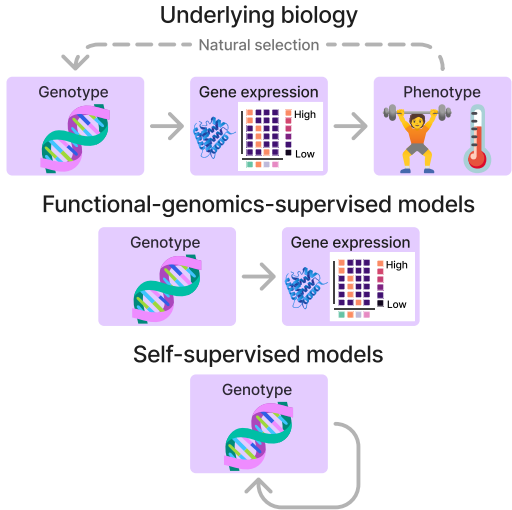 Underlying biology
Natural selection
Genotype
Gene expression
High
Low
Phenotype
Functional-genomics-supervised models
Genotype
Gene expression
High
Low
Self-supervised models
Genotype